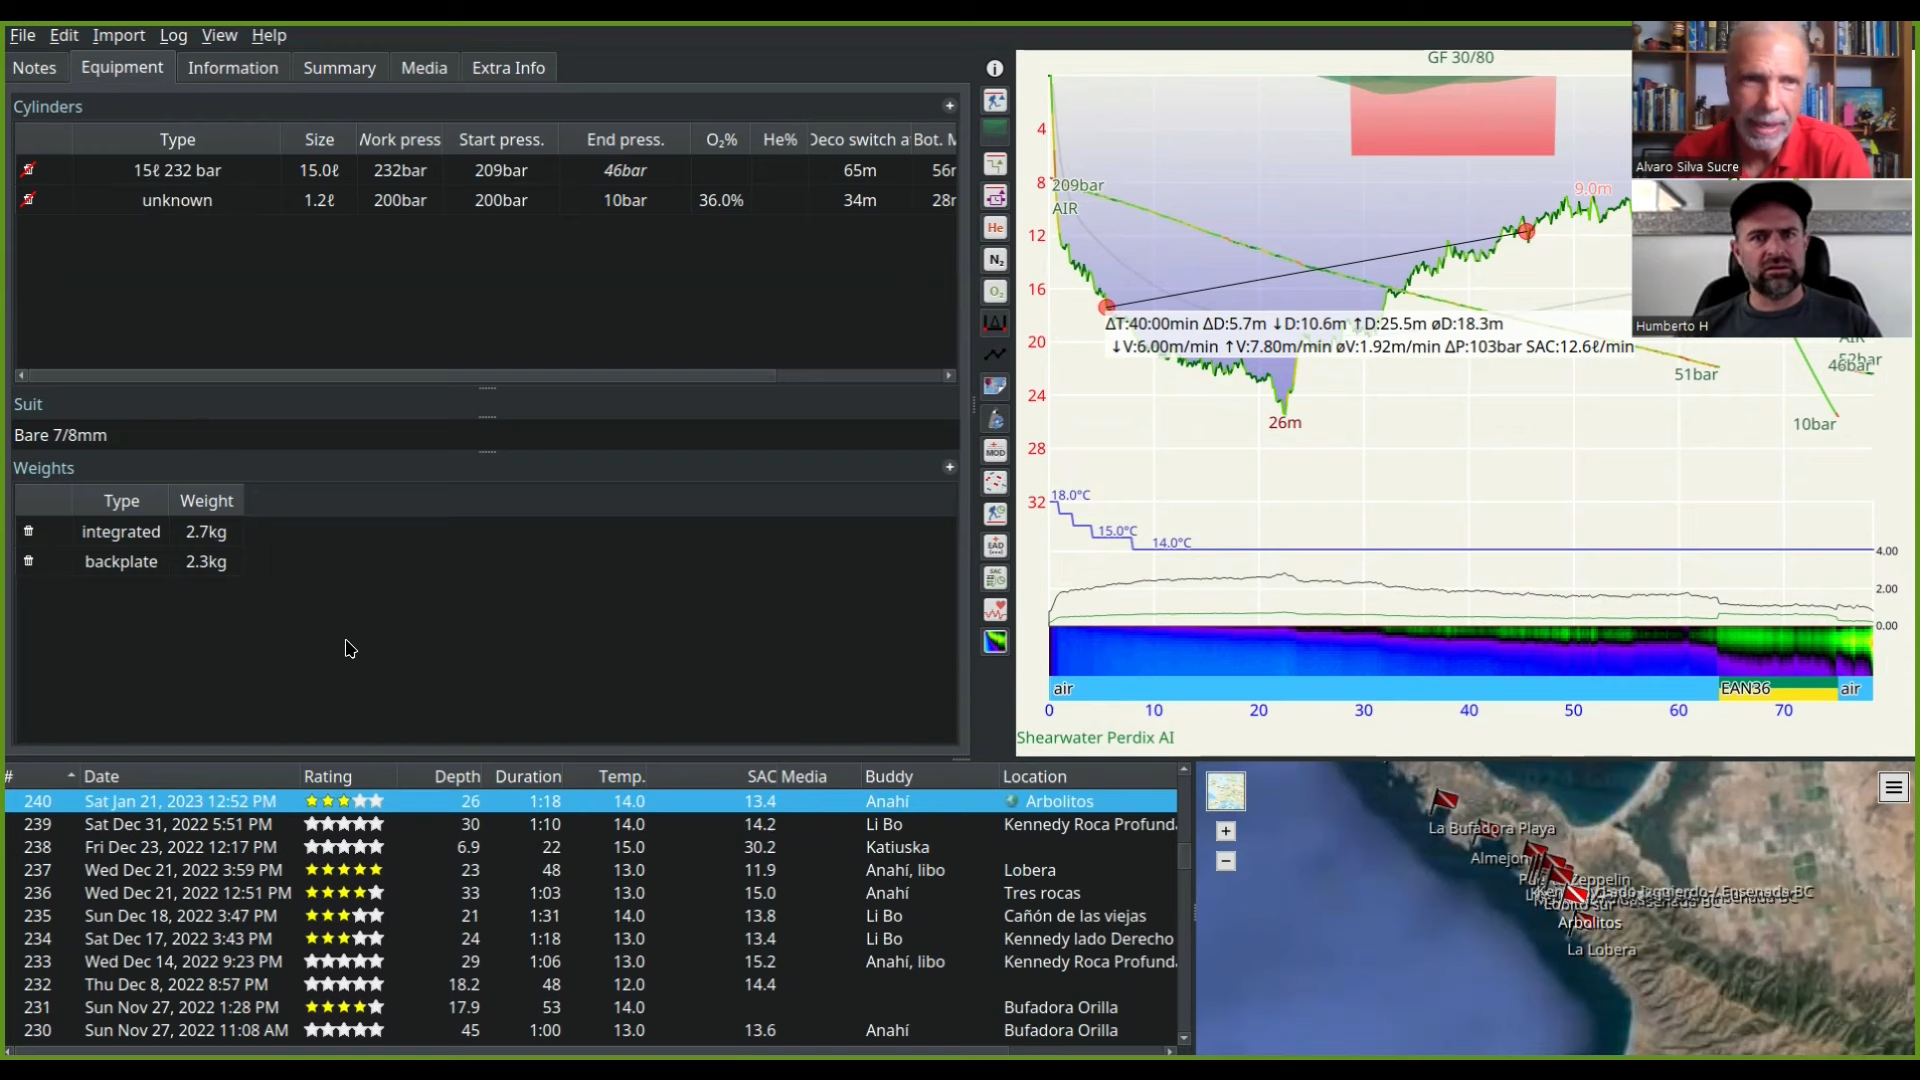 File Edit Import Log View Help
Notes Equipment Information Summary Media Extra Info
Cylinders
Type Size Work press Start press. End press. O₂% He% Deco switch a Bot. M
15ℓ 232 bar 15.0ℓ 232bar 209bar 46bar 65m 56m
unknown 1.2ℓ 200bar 200bar 10bar 36.0% 34m 28m
Suit
Bare 7/8mm
Weights
Type Weight
integrated 2.7kg
backplate 2.3kg
He
N₂
O₂
MOD
EAD
SAC
GF 30/80
4
8
12
16
20
24
28
32
209bar
AIR
9.0m
ΔT:40:00min ΔD:5.7m ↓D:10.6m ↑D:25.5m øD:18.3m
↓V:6.00m/min ↑V:7.80m/min øV:1.92m/min ΔP:103bar SAC:12.6ℓ/min
26m
51bar
AIR
52bar
46bar
10bar
18.0°C
15.0°C
14.0°C
4.00
2.00
0.00
air EAN36 air
0 10 20 30 40 50 60 70
Shearwater Perdix AI
Alvaro Silva Sucre
Humberto H
# Date Rating Depth Duration Temp. SAC Media Buddy Location
240 Sat Jan 21, 2023 12:52 PM 26 1:18 14.0 13.4 Anahí Arbolitos
239 Sat Dec 31, 2022 5:51 PM 30 1:10 14.0 14.2 Li Bo Kennedy Roca Profunda
238 Fri Dec 23, 2022 12:17 PM 6.9 22 15.0 30.2 Katiuska
237 Wed Dec 21, 2022 3:59 PM 23 48 13.0 11.9 Anahí, libo Lobera
236 Wed Dec 21, 2022 12:51 PM 33 1:03 13.0 15.0 Anahí Tres rocas
235 Sun Dec 18, 2022 3:47 PM 21 1:31 14.0 13.8 Li Bo Cañón de las viejas
234 Sat Dec 17, 2022 3:43 PM 24 1:18 13.0 13.4 Li Bo Kennedy lado Derecho
233 Wed Dec 14, 2022 9:23 PM 29 1:06 13.0 15.2 Anahí, libo Kennedy Roca Profunda
232 Thu Dec 8, 2022 8:57 PM 18.2 48 12.0 14.4
231 Sun Nov 27, 2022 1:28 PM 17.9 53 14.0 Bufadora Orilla
230 Sun Nov 27, 2022 11:08 AM 45 1:00 13.0 13.6 Anahí Bufadora Orilla
La Bufadora Playa
Almejon
Zeppelin
Lobito sur
Arbolitos
La Lobera